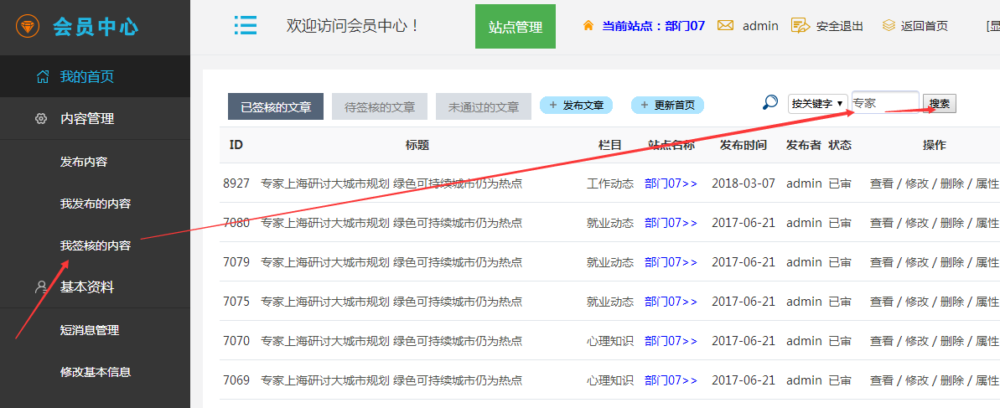 会员中心
欢迎访问会员中心！ 站点管理 当前站点：部门07 admin 安全退出 返回首页 [显
我的首页
内容管理
发布内容
我发布的内容
我签核的内容
基本资料
短消息管理
修改基本信息
已签核的文章 待签核的文章 未通过的文章 + 发布文章 + 更新首页 按关键字 专家 搜索
ID 标题 栏目 站点名称 发布时间 发布者 状态 操作
8927 专家上海研讨大城市规划 绿色可持续城市仍为热点 工作动态 部门07>> 2018-03-07 admin 已审 查看 / 修改 / 删除 / 属性
7080 专家上海研讨大城市规划 绿色可持续城市仍为热点 就业动态 部门07>> 2017-06-21 admin 已审 查看 / 修改 / 删除 / 属性
7079 专家上海研讨大城市规划 绿色可持续城市仍为热点 就业动态 部门07>> 2017-06-21 admin 已审 查看 / 修改 / 删除 / 属性
7075 专家上海研讨大城市规划 绿色可持续城市仍为热点 就业动态 部门07>> 2017-06-21 admin 已审 查看 / 修改 / 删除 / 属性
7070 专家上海研讨大城市规划 绿色可持续城市仍为热点 心理知识 部门07>> 2017-06-21 admin 已审 查看 / 修改 / 删除 / 属性
7069 专家上海研讨大城市规划 绿色可持续城市仍为热点 心理知识 部门07>> 2017-06-21 admin 已审 查看 / 修改 / 删除 / 属性